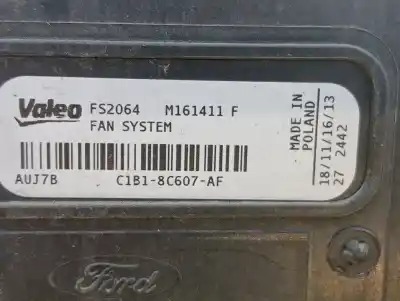 Valeo FS2064 M161411 F
FAN SYSTEM
AUJ7B C1B1-8C607-AF
MADE IN
POLAND
18/11/16/13
27 2442
Ford